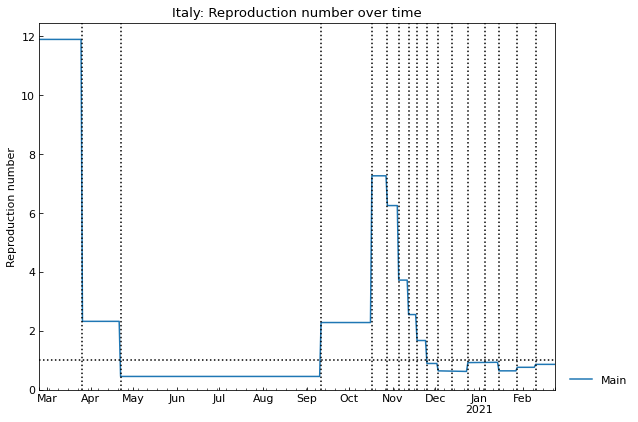 Italy: Reproduction number over time
Reproduction number
12
10
8
6
4
2
0
Mar Apr May Jun Jul Aug Sep Oct Nov Dec Jan Feb
2021
Main